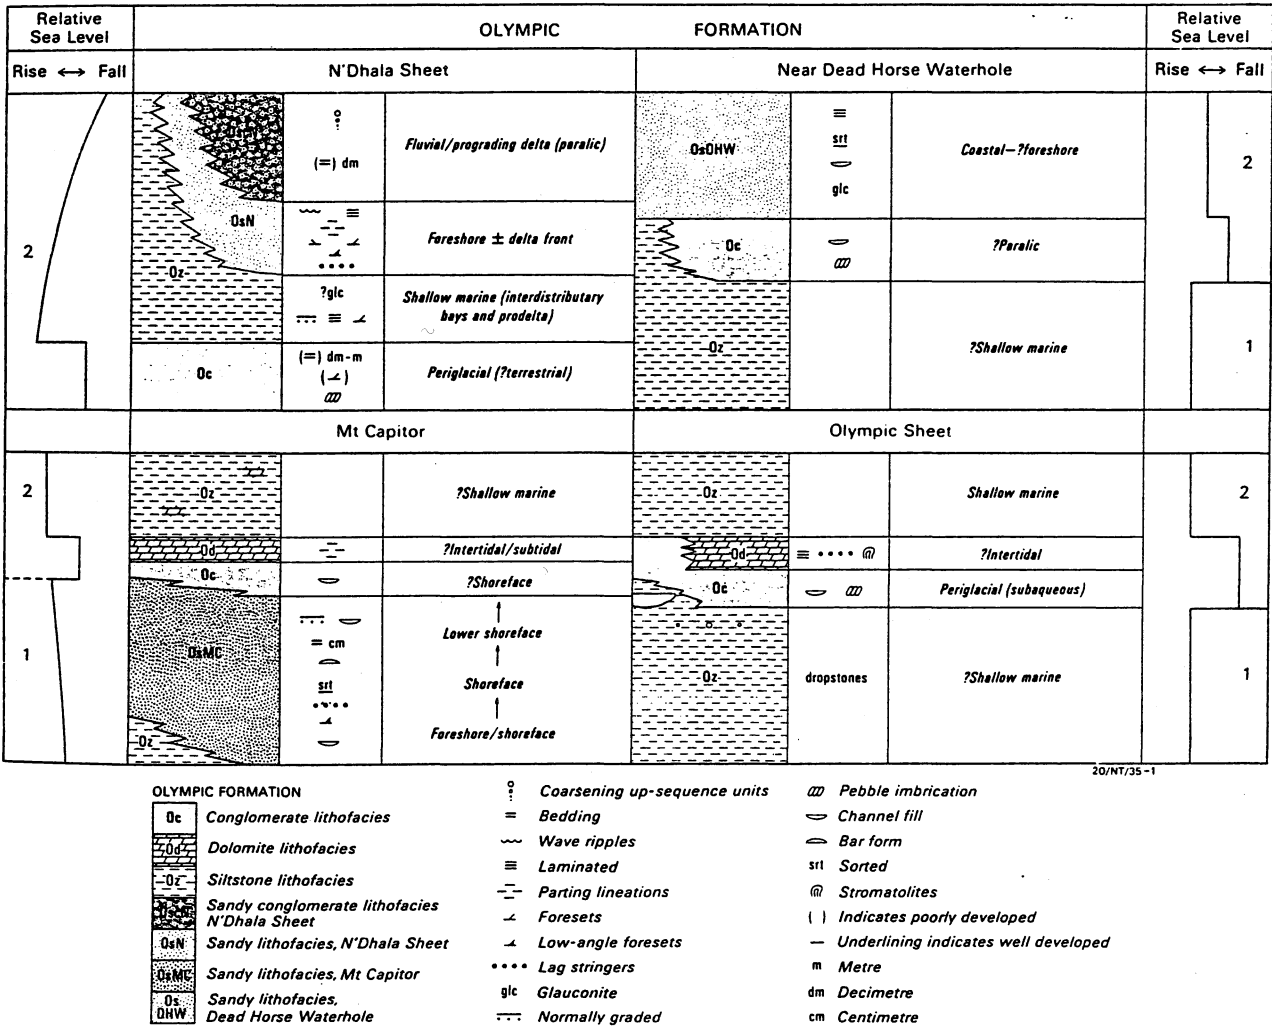 Relative
Sea Level
OLYMPIC FORMATION
Relative
Sea Level
Rise ↔ Fall
N'Dhala Sheet
Near Dead Horse Waterhole
Rise ↔ Fall
2
OsN
Oz
Oc
(=) dm
?glc
(=) dm-m
Fluvial/prograding delta (paralic)
Foreshore ± delta front
Shallow marine (interdistributary
bays and prodelta)
Periglacial (?terrestrial)
OsDHW
Oc
Oz
srt
glc
Coastal–?foreshore
?Paralic
?Shallow marine
2
1
Mt Capitor
Olympic Sheet
2
1
Oz
Od
Oc
OsMC
Oz
= cm
srt
?Shallow marine
?Intertidal/subtidal
?Shoreface
Lower shoreface
Shoreface
Foreshore/shoreface
Oz
Od
Oc
Oz
dropstones
Shallow marine
?Intertidal
Periglacial (subaqueous)
?Shallow marine
2
1
20/NT/35-1
OLYMPIC FORMATION
Oc Conglomerate lithofacies
Od Dolomite lithofacies
Oz Siltstone lithofacies
Sandy conglomerate lithofacies
N'Dhala Sheet
OsN Sandy lithofacies, N'Dhala Sheet
OsMC Sandy lithofacies, Mt Capitor
Os Sandy lithofacies,
DHW Dead Horse Waterhole
Coarsening up-sequence units
= Bedding
Wave ripples
≡ Laminated
Parting lineations
Foresets
Low-angle foresets
•••• Lag stringers
glc Glauconite
Normally graded
Pebble imbrication
Channel fill
Bar form
srt Sorted
Stromatolites
( ) Indicates poorly developed
— Underlining indicates well developed
m Metre
dm Decimetre
cm Centimetre